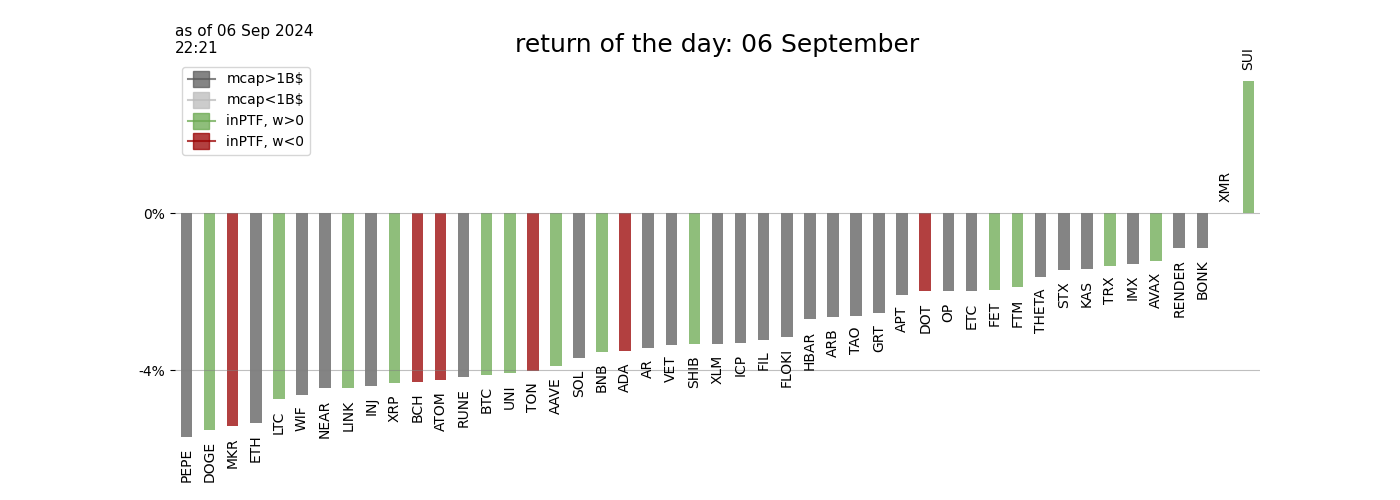 as of 06 Sep 2024
22:21
return of the day: 06 September
mcap>1B$
mcap<1B$
inPTF, w>0
inPTF, w<0
0%
-4%
PEPE
DOGE
MKR
ETH
LTC
WIF
NEAR
LINK
INJ
XRP
BCH
ATOM
RUNE
BTC
UNI
TON
AAVE
SOL
BNB
ADA
AR
VET
SHIB
XLM
ICP
FIL
FLOKI
HBAR
ARB
TAO
GRT
APT
DOT
OP
ETC
FET
FTM
THETA
STX
KAS
TRX
IMX
AVAX
RENDER
BONK
XMR
SUI